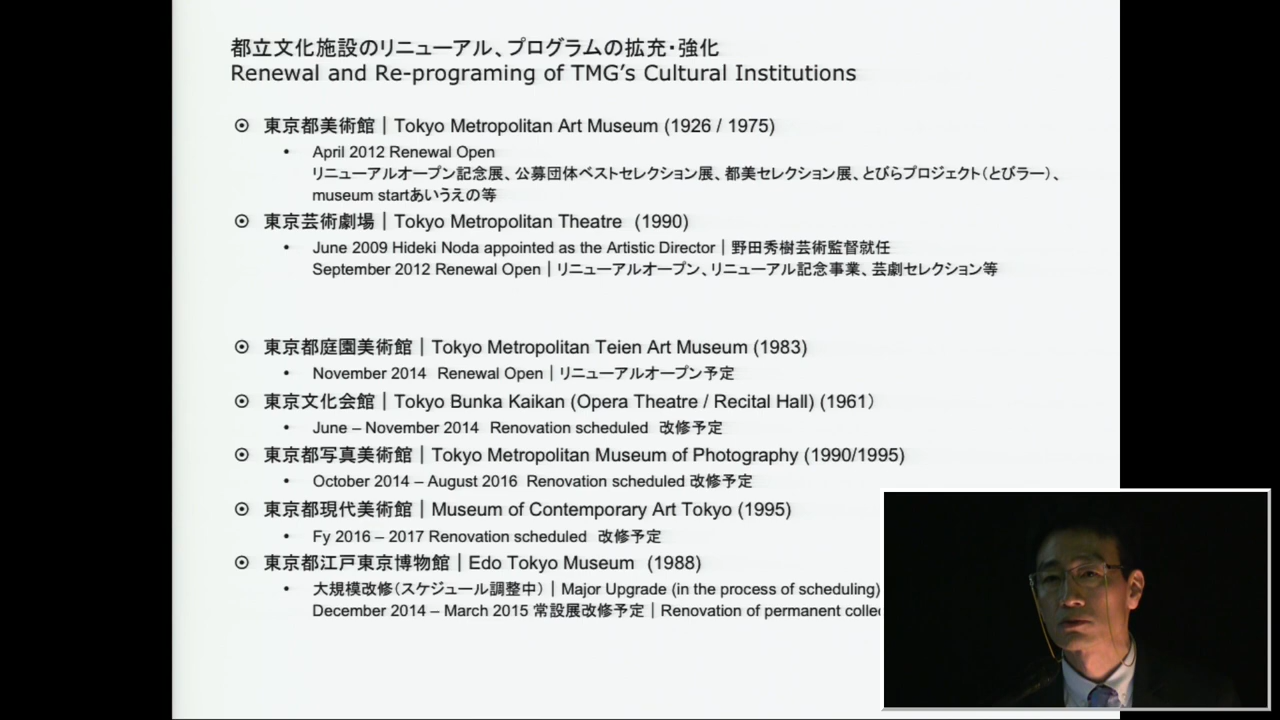 都立文化施設のリニューアル、プログラムの拡充・強化
Renewal and Re-programing of TMG's Cultural Institutions
東京都美術館｜Tokyo Metropolitan Art Museum (1926 / 1975)
• April 2012 Renewal Open
リニューアルオープン記念展、公募団体ベストセレクション展、都美セレクション展、とびらプロジェクト（とびラー）、
museum startあいうえの等
東京芸術劇場｜Tokyo Metropolitan Theatre (1990)
• June 2009 Hideki Noda appointed as the Artistic Director｜野田秀樹芸術監督就任
September 2012 Renewal Open｜リニューアルオープン、リニューアル記念事業、芸劇セレクション等
東京都庭園美術館｜Tokyo Metropolitan Teien Art Museum (1983)
• November 2014 Renewal Open｜リニューアルオープン予定
東京文化会館｜Tokyo Bunka Kaikan (Opera Theatre / Recital Hall) (1961）
• June – November 2014 Renovation scheduled 改修予定
東京都写真美術館｜Tokyo Metropolitan Museum of Photography (1990/1995)
• October 2014 – August 2016 Renovation scheduled 改修予定
東京都現代美術館｜Museum of Contemporary Art Tokyo (1995)
• Fy 2016 – 2017 Renovation scheduled 改修予定
東京都江戸東京博物館｜Edo Tokyo Museum (1988)
• 大規模改修（スケジュール調整中）｜Major Upgrade (in the process of scheduling)
December 2014 – March 2015 常設展改修予定｜Renovation of permanent